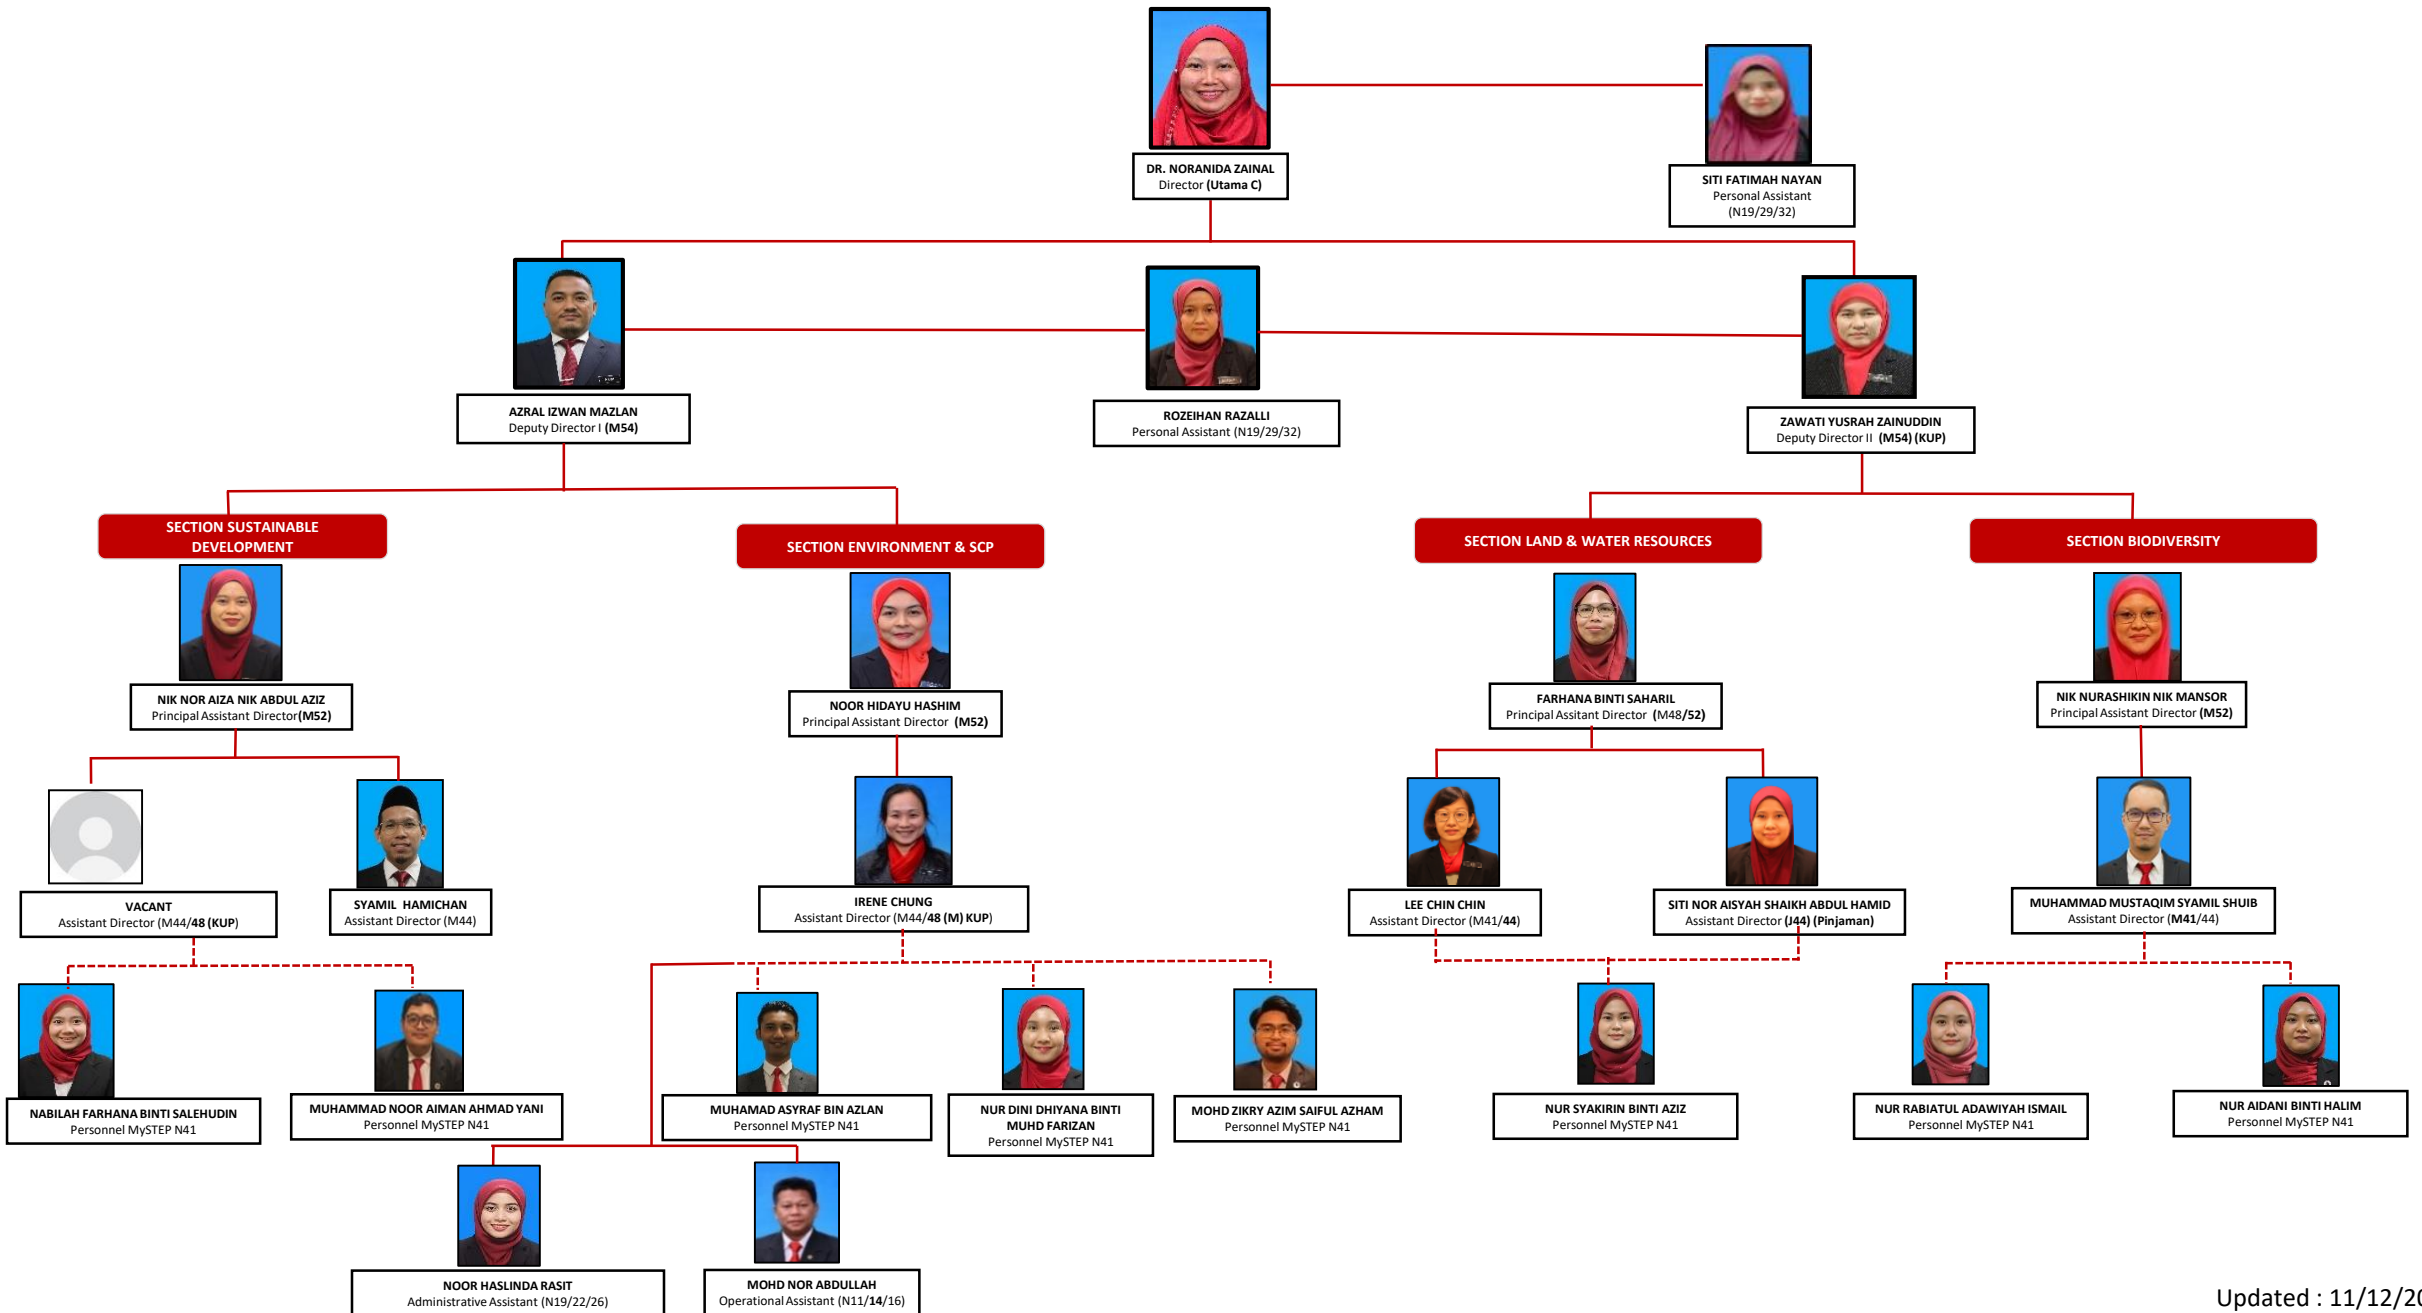 DR. NORANIDA ZAINAL
Director (Utama C)
SITI FATIMAH NAYAN
Personal Assistant
(N19/29/32)
AZRAL IZWAN MAZLAN
Deputy Director I (M54)
ROZEIHAN RAZALLI
Personal Assistant (N19/29/32)
ZAWATI YUSRAH ZAINUDDIN
Deputy Director II (M54) (KUP)
SECTION SUSTAINABLE
DEVELOPMENT
SECTION ENVIRONMENT & SCP
SECTION LAND & WATER RESOURCES
SECTION BIODIVERSITY
NIK NOR AIZA NIK ABDUL AZIZ
Principal Assistant Director(M52)
NOOR HIDAYU HASHIM
Principal Assistant Director (M52)
FARHANA BINTI SAHARIL
Principal Assitant Director (M48/52)
NIK NURASHIKIN NIK MANSOR
Principal Assistant Director (M52)
VACANT
Assistant Director (M44/48 (KUP)
SYAMIL HAMICHAN
Assistant Director (M44)
IRENE CHUNG
Assistant Director (M44/48 (M) KUP)
LEE CHIN CHIN
Assistant Director (M41/44)
SITI NOR AISYAH SHAIKH ABDUL HAMID
Assistant Director (J44) (Pinjaman)
MUHAMMAD MUSTAQIM SYAMIL SHUIB
Assistant Director (M41/44)
NABILAH FARHANA BINTI SALEHUDIN
Personnel MySTEP N41
MUHAMMAD NOOR AIMAN AHMAD YANI
Personnel MySTEP N41
MUHAMAD ASYRAF BIN AZLAN
Personnel MySTEP N41
NUR DINI DHIYANA BINTI
MUHD FARIZAN
Personnel MySTEP N41
MOHD ZIKRY AZIM SAIFUL AZHAM
Personnel MySTEP N41
NUR SYAKIRIN BINTI AZIZ
Personnel MySTEP N41
NUR RABIATUL ADAWIYAH ISMAIL
Personnel MySTEP N41
NUR AIDANI BINTI HALIM
Personnel MySTEP N41
NOOR HASLINDA RASIT
Administrative Assistant (N19/22/26)
MOHD NOR ABDULLAH
Operational Assistant (N11/14/16)
Updated : 11/12/20